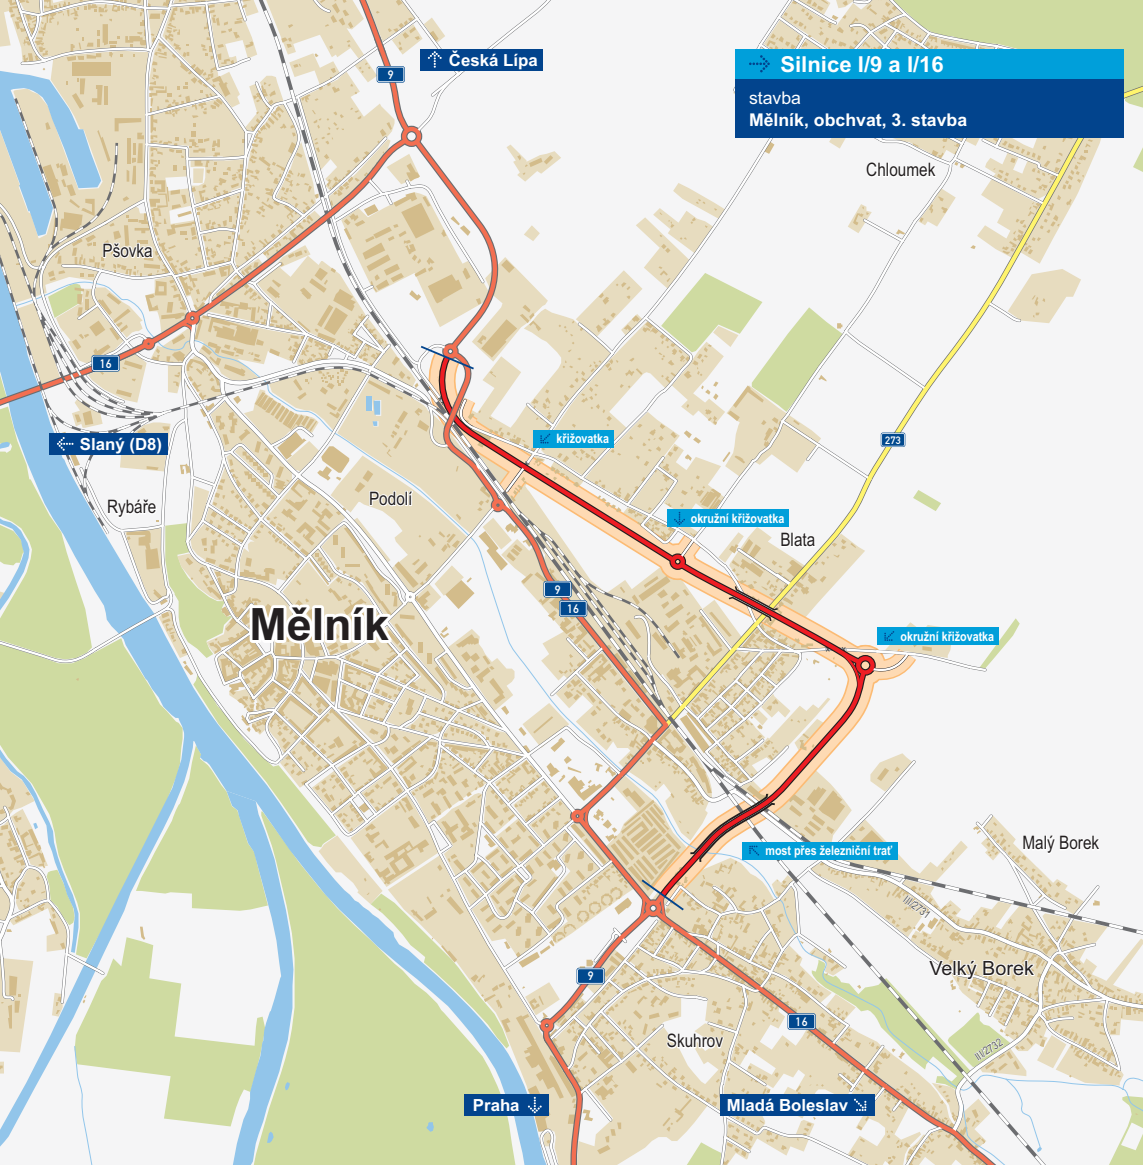 9
Česká Lípa
Silnice I/9 a I/16
stavba
Mělník, obchvat, 3. stavba
Chloumek
Pšovka
16
Slaný (D8)
křižovatka
273
Rybáře
Podolí
okružní křižovatka
Blata
9
16
Mělník
okružní křižovatka
most přes železniční trať
Malý Borek
III/2731
Velký Borek
9
16
Skuhrov
III/2732
Praha
Mladá Boleslav